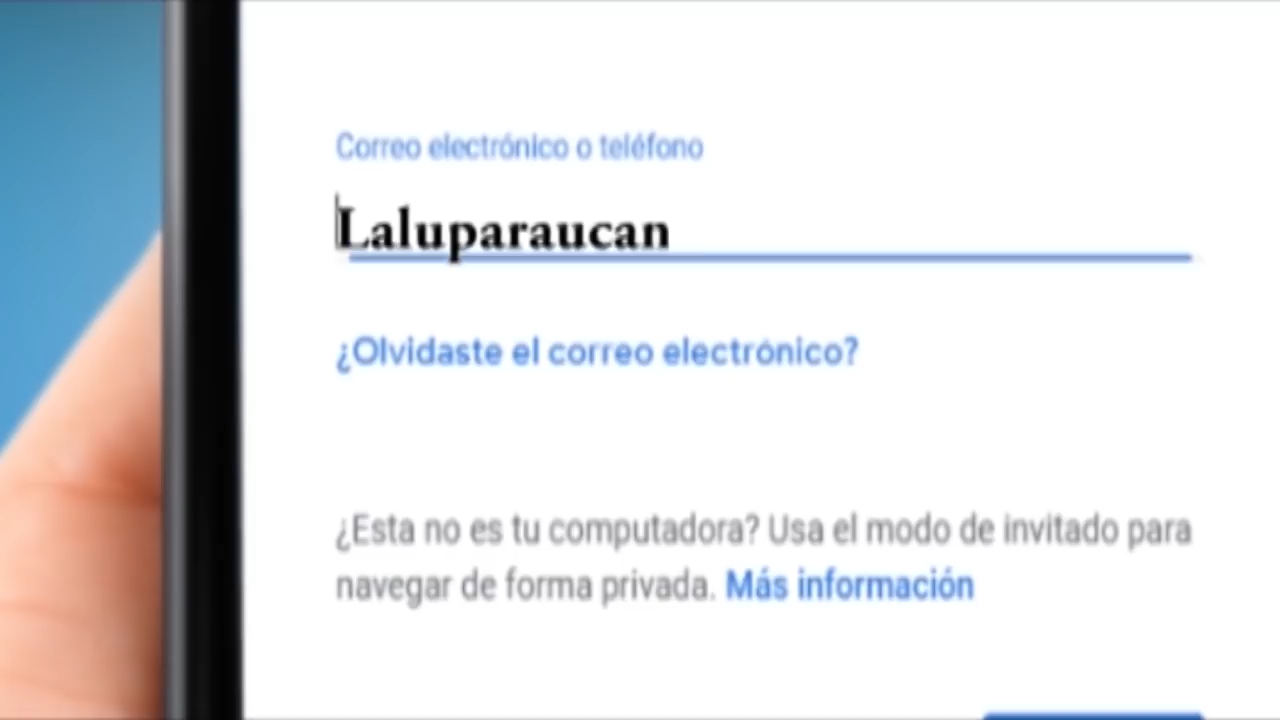 Correo electrónico o teléfono
Laluparaucan
¿Olvidaste el correo electrónico?
¿Esta no es tu computadora? Usa el modo de invitado para
navegar de forma privada. Más información